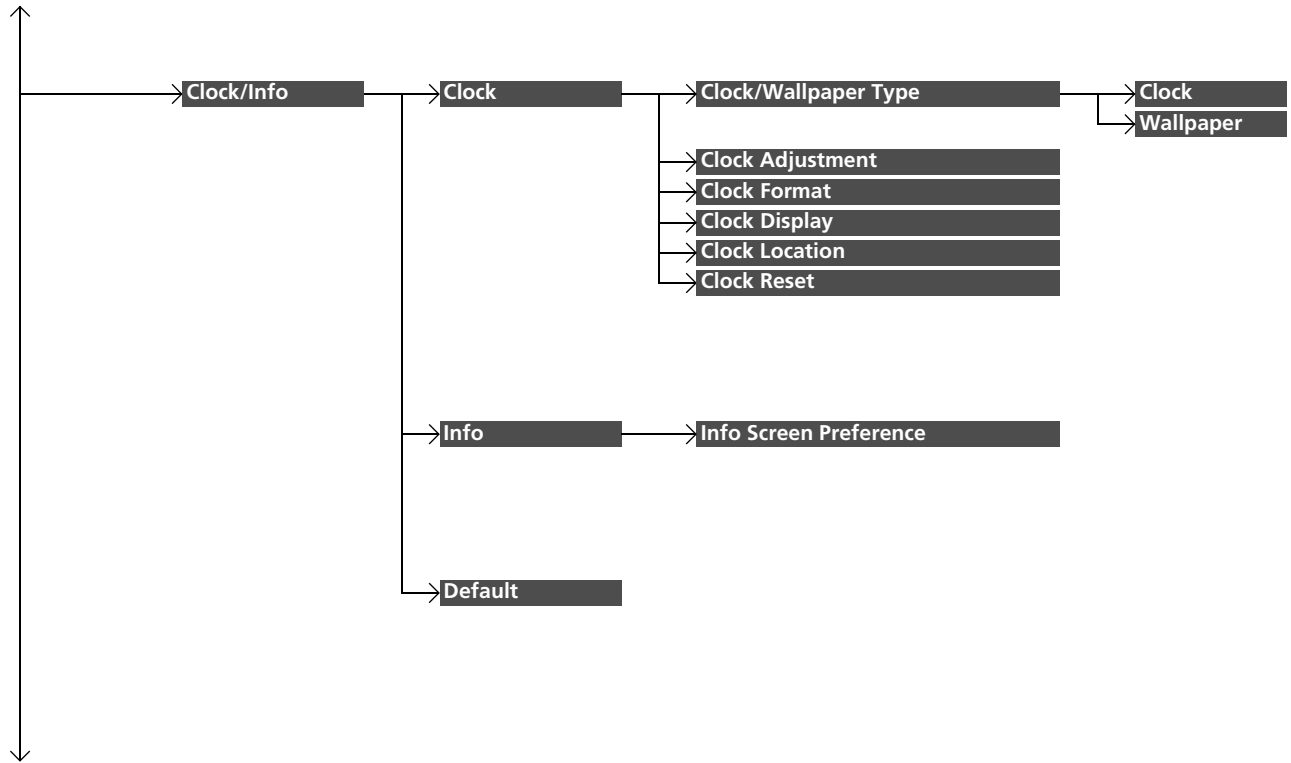 Clock/Info
Clock
Clock/Wallpaper Type
Clock
Wallpaper
Clock Adjustment
Clock Format
Clock Display
Clock Location
Clock Reset
Info
Info Screen Preference
Default